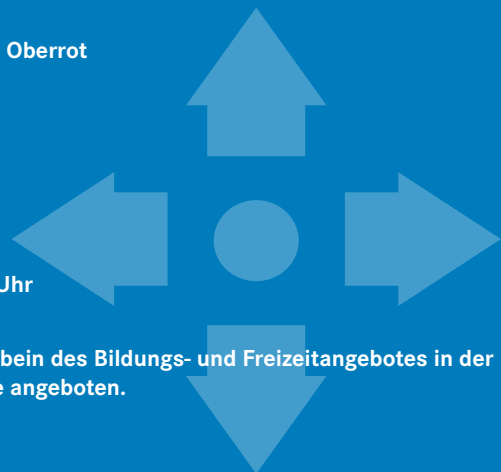 Oberrot
Uhr
bein des Bildungs- und Freizeitangebotes in der
e angeboten.